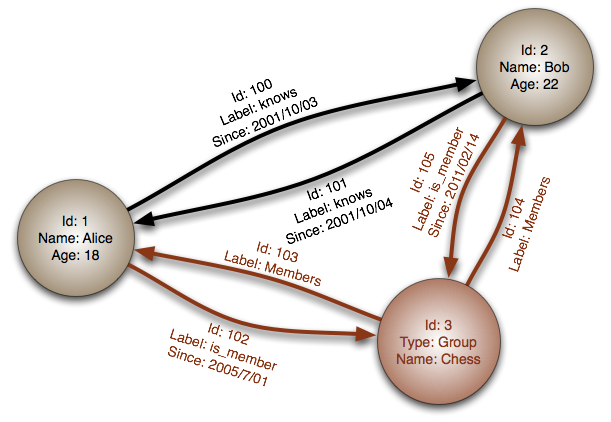 Id: 2
Name: Bob
Age: 22
Id: 100
Label: knows
Since: 2001/10/03
Id: 101
Label: knows
Since: 2001/10/04
Id: 105
Label: is_member
Since: 2011/02/14
Id: 104
Label: Members
Id: 1
Name: Alice
Age: 18
Id: 103
Label: Members
Id: 102
Label: is_member
Since: 2005/7/01
Id: 3
Type: Group
Name: Chess